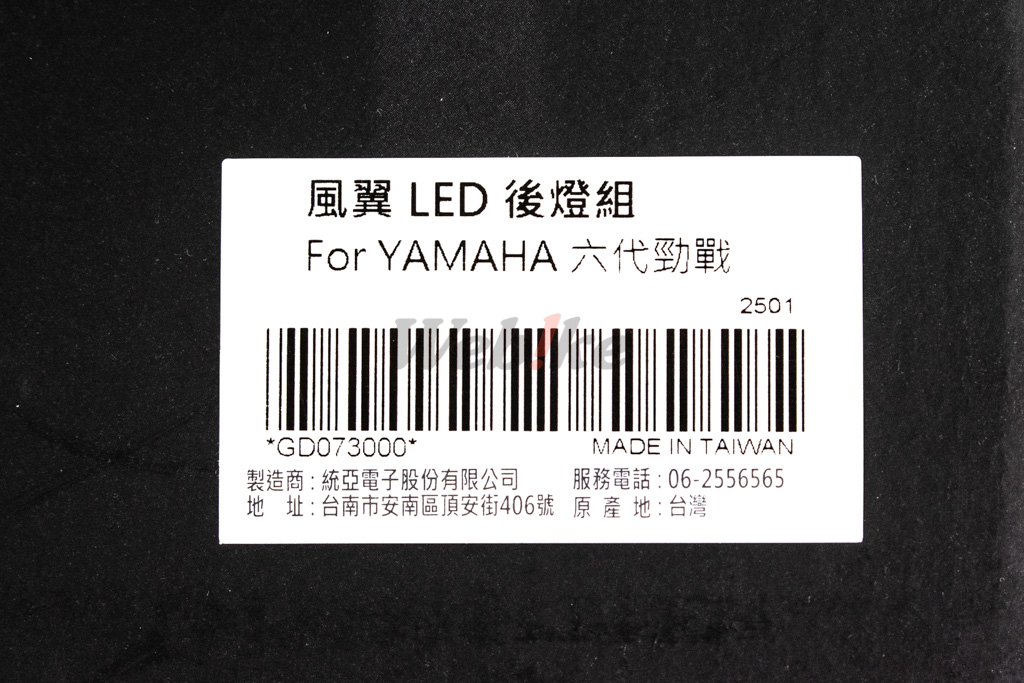 風翼 LED 後燈組
For YAMAHA 六代勁戰
2501
Web!ke
*GD073000* MADE IN TAIWAN
製造商：統亞電子股份有限公司 服務電話：06-2556565
地 址：台南市安南區頂安街406號 原 產 地：台灣